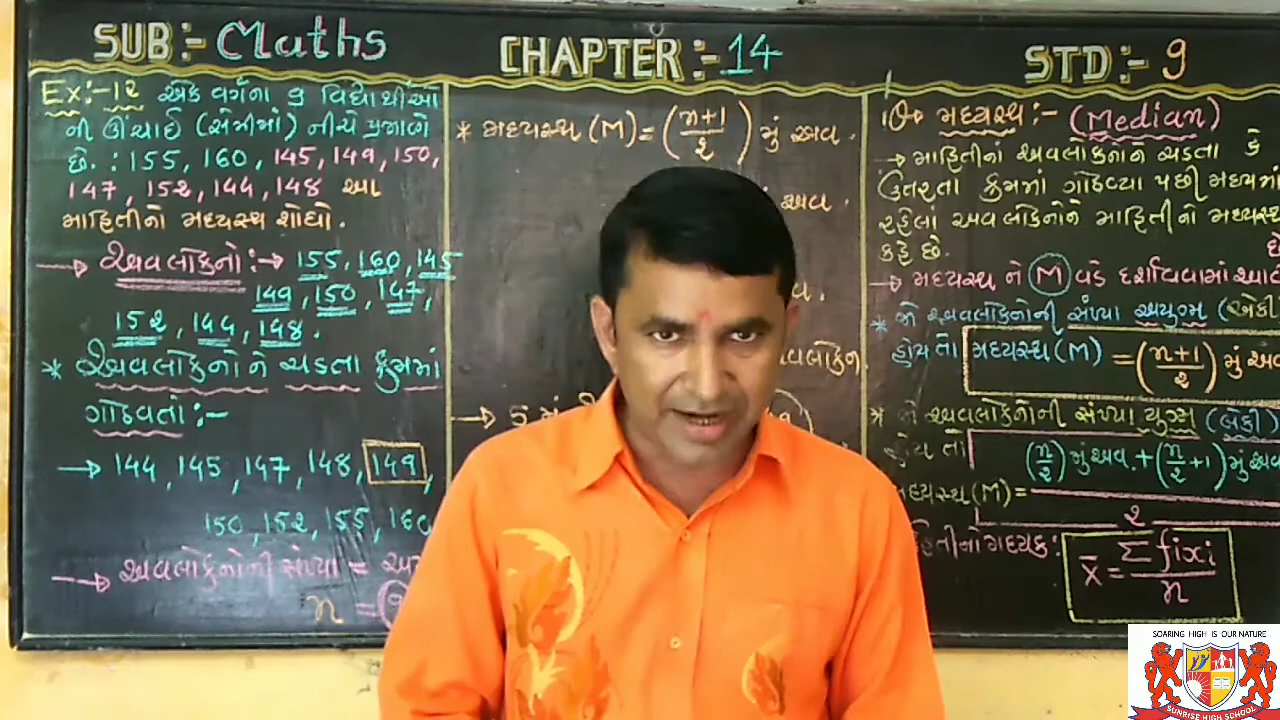 SUB:- Maths
CHAPTER:- 14
STD:- 9
Ex:-12 એક વર્ગના 9 વિદ્યાર્થીઓ
ની ઊંચાઈ (સેમીમાં) નીચે પ્રમાણે
છે. : 155, 160, 145, 149, 150,
147, 152, 144, 148 આ
માહિતીનો મધ્યસ્થ શોધો.
→ અવલોકનો:→ 155, 160, 145
149, 150, 147,
152, 144, 148.
* અવલોકનો ને ચડતા ક્રમમાં
ગોઠવતાં:-
→ 144, 145, 147, 148, 149,
150, 152, 155, 160
→ અવલોકનોની સંખ્યા =
n =
* મધ્યસ્થ (M) = (n+1/2) મું અવ.
અવ.
→ 5 મું
1⃝ મધ્યસ્થ :- (Median)
→ માહિતીનાં અવલોકનોને ચડતા કે
ઉતરતા ક્રમમાં ગોઠવ્યા પછી મધ્યમાં
રહેલાં અવલોકનોને માહિતીનો મધ્યસ્થ
કહે છે.
→ મધ્યસ્થ ને M વડે દર્શાવવામાં આવે
* જો અવલોકનોની સંખ્યા અયુગ્મ (એકી
હોય તો મધ્યસ્થ (M) = (n+1/2) મું અવ
* જો અવલોકનોની સંખ્યા યુગ્મ (બેકી)
હોય તો
મધ્યસ્થ (M) = (n/2) મું અવ. + (n/2 +1) મું અવ / 2
x̄ = Σfixi / n
SOARING HIGH IS OUR NATURE
SUNRISE HIGH SCHOOL